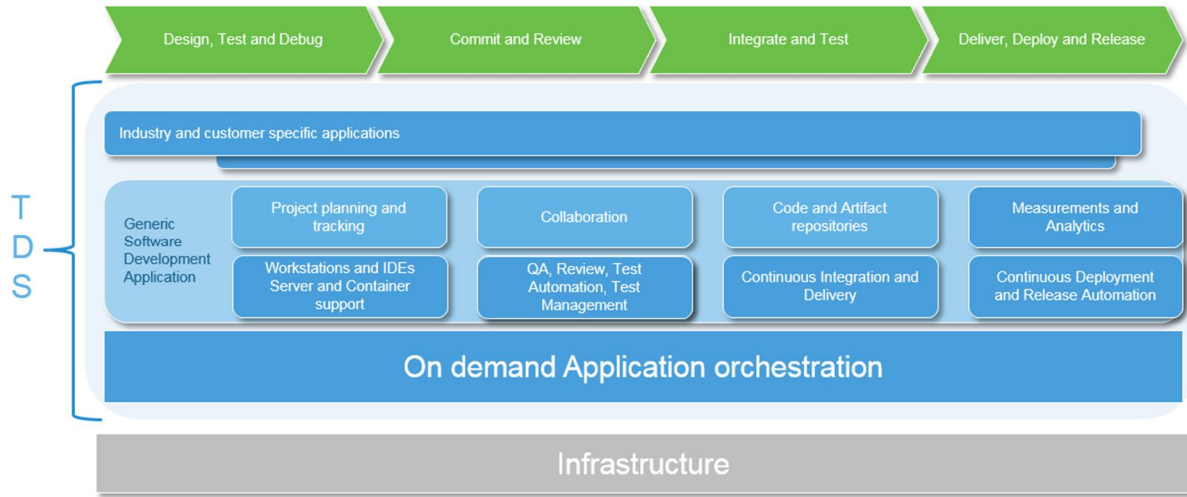 Design, Test and Debug
Commit and Review
Integrate and Test
Deliver, Deploy and Release
T
D
S
Industry and customer specific applications
Generic
Software
Development
Application
Project planning and
tracking
Collaboration
Code and Artifact
repositories
Measurements and
Analytics
Workstations and IDEs
Server and Container
support
QA, Review, Test
Automation, Test
Management
Continuous Integration and
Delivery
Continuous Deployment
and Release Automation
On demand Application orchestration
Infrastructure